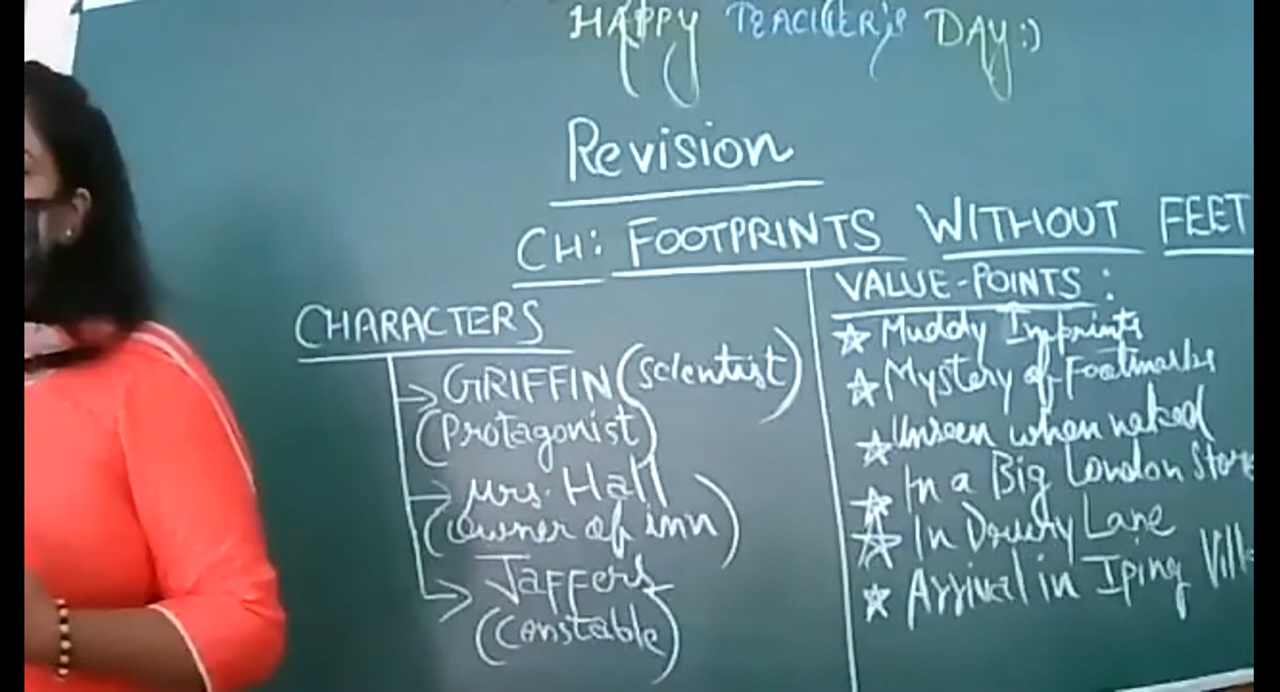 HAPPY TEACHER'S DAY:)
Revision
CH: FOOTPRINTS WITHOUT FEET
CHARACTERS
GRIFFIN (Scientist)
(Protagonist)
Mrs. Hall
(Owner of inn)
Jaffers
(Constable)
VALUE-POINTS :
☆ Muddy Imprints
☆ Mystery of Footmarks
☆ Unseen when naked
☆ In a Big London Store
☆ In Drury Lane
☆ Arrival in Iping Vill